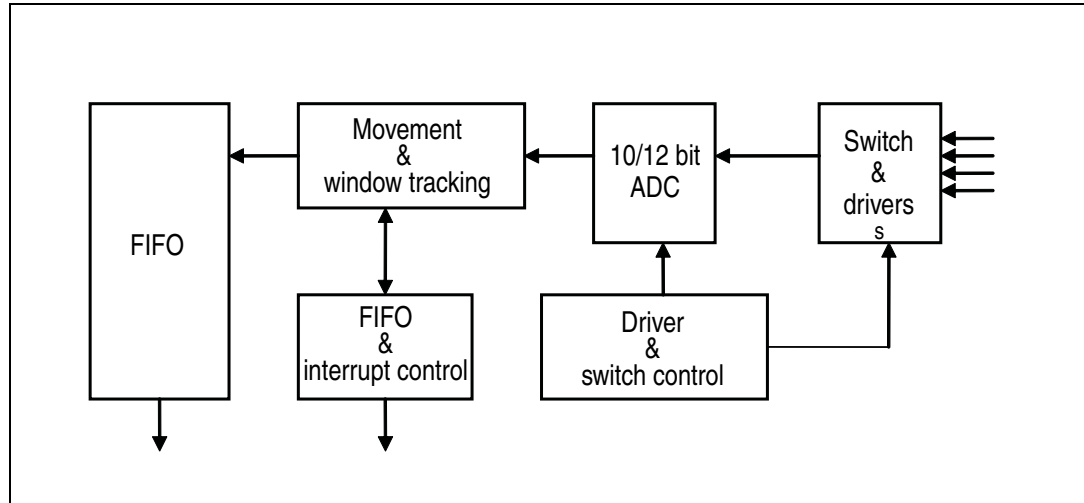 FIFO
Movement
&
window tracking
10/12 bit
ADC
Switch
&
drivers
s
FIFO
&
interrupt control
Driver
&
switch control